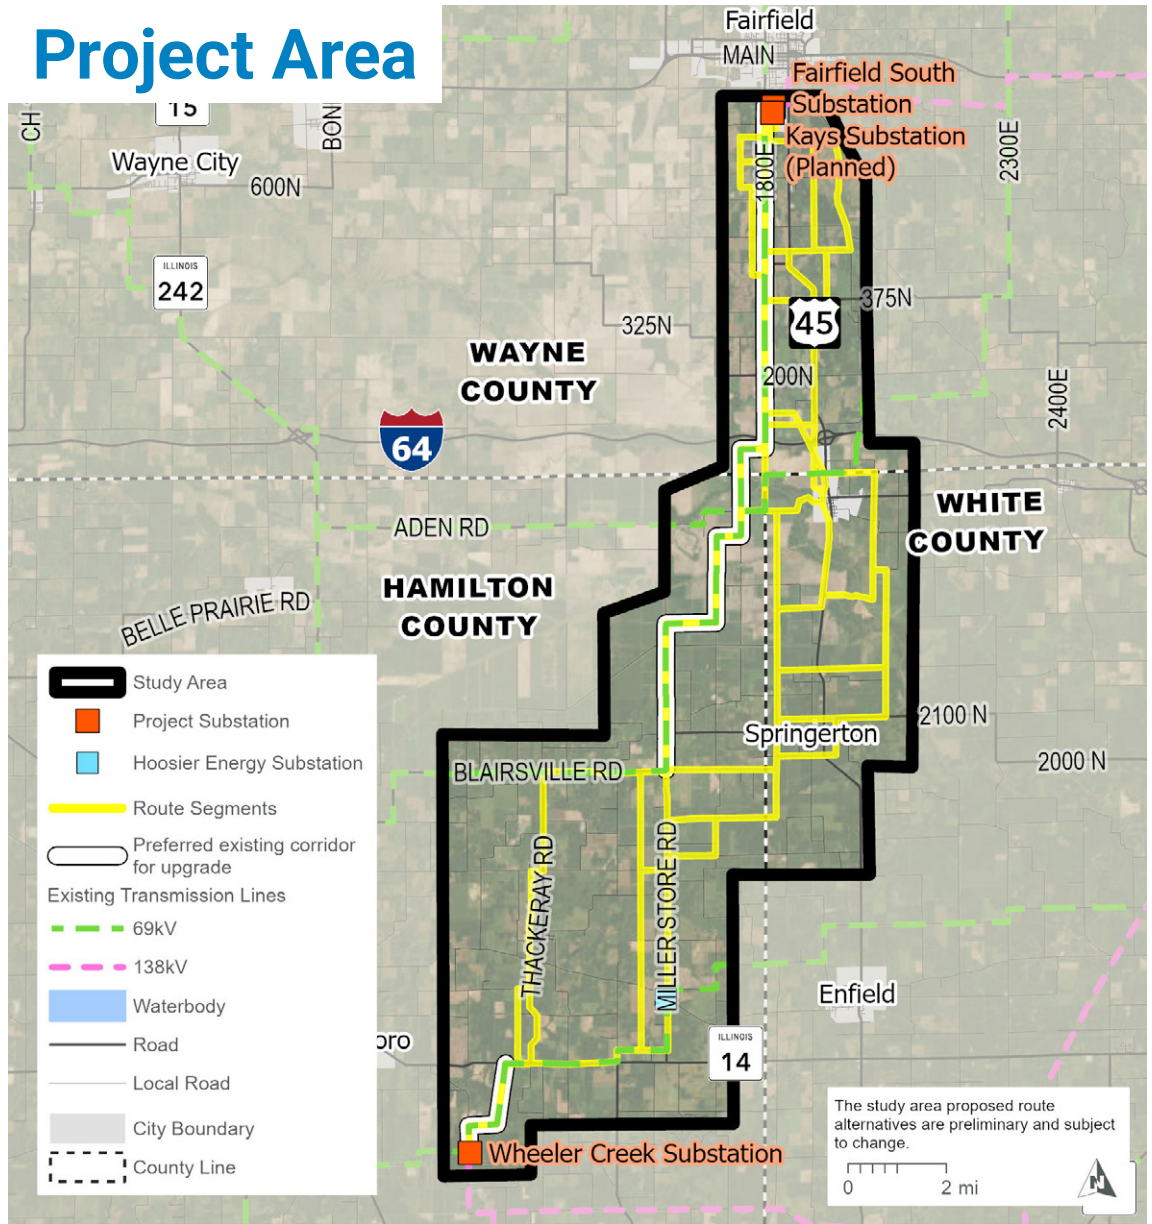 Project Area
Fairfield
MAIN
Fairfield South
Substation
Kays Substation
(Planned)
CH
15
BON
Wayne City
600N
1800E
2300E
ILLINOIS
242
325N
375N
45
WAYNE
COUNTY
200N
2400E
64
ADEN RD
WHITE
COUNTY
HAMILTON
COUNTY
BELLE PRAIRIE RD
2100 N
Springerton
2000 N
BLAIRSVILLE RD
THACKERAY RD
MILLER STORE RD
Enfield
oro
ILLINOIS
14
Wheeler Creek Substation
Study Area
Project Substation
Hoosier Energy Substation
Route Segments
Preferred existing corridor
for upgrade
Existing Transmission Lines
69kV
138kV
Waterbody
Road
Local Road
City Boundary
County Line
The study area proposed route
alternatives are preliminary and subject
to change.
0 2 mi
N